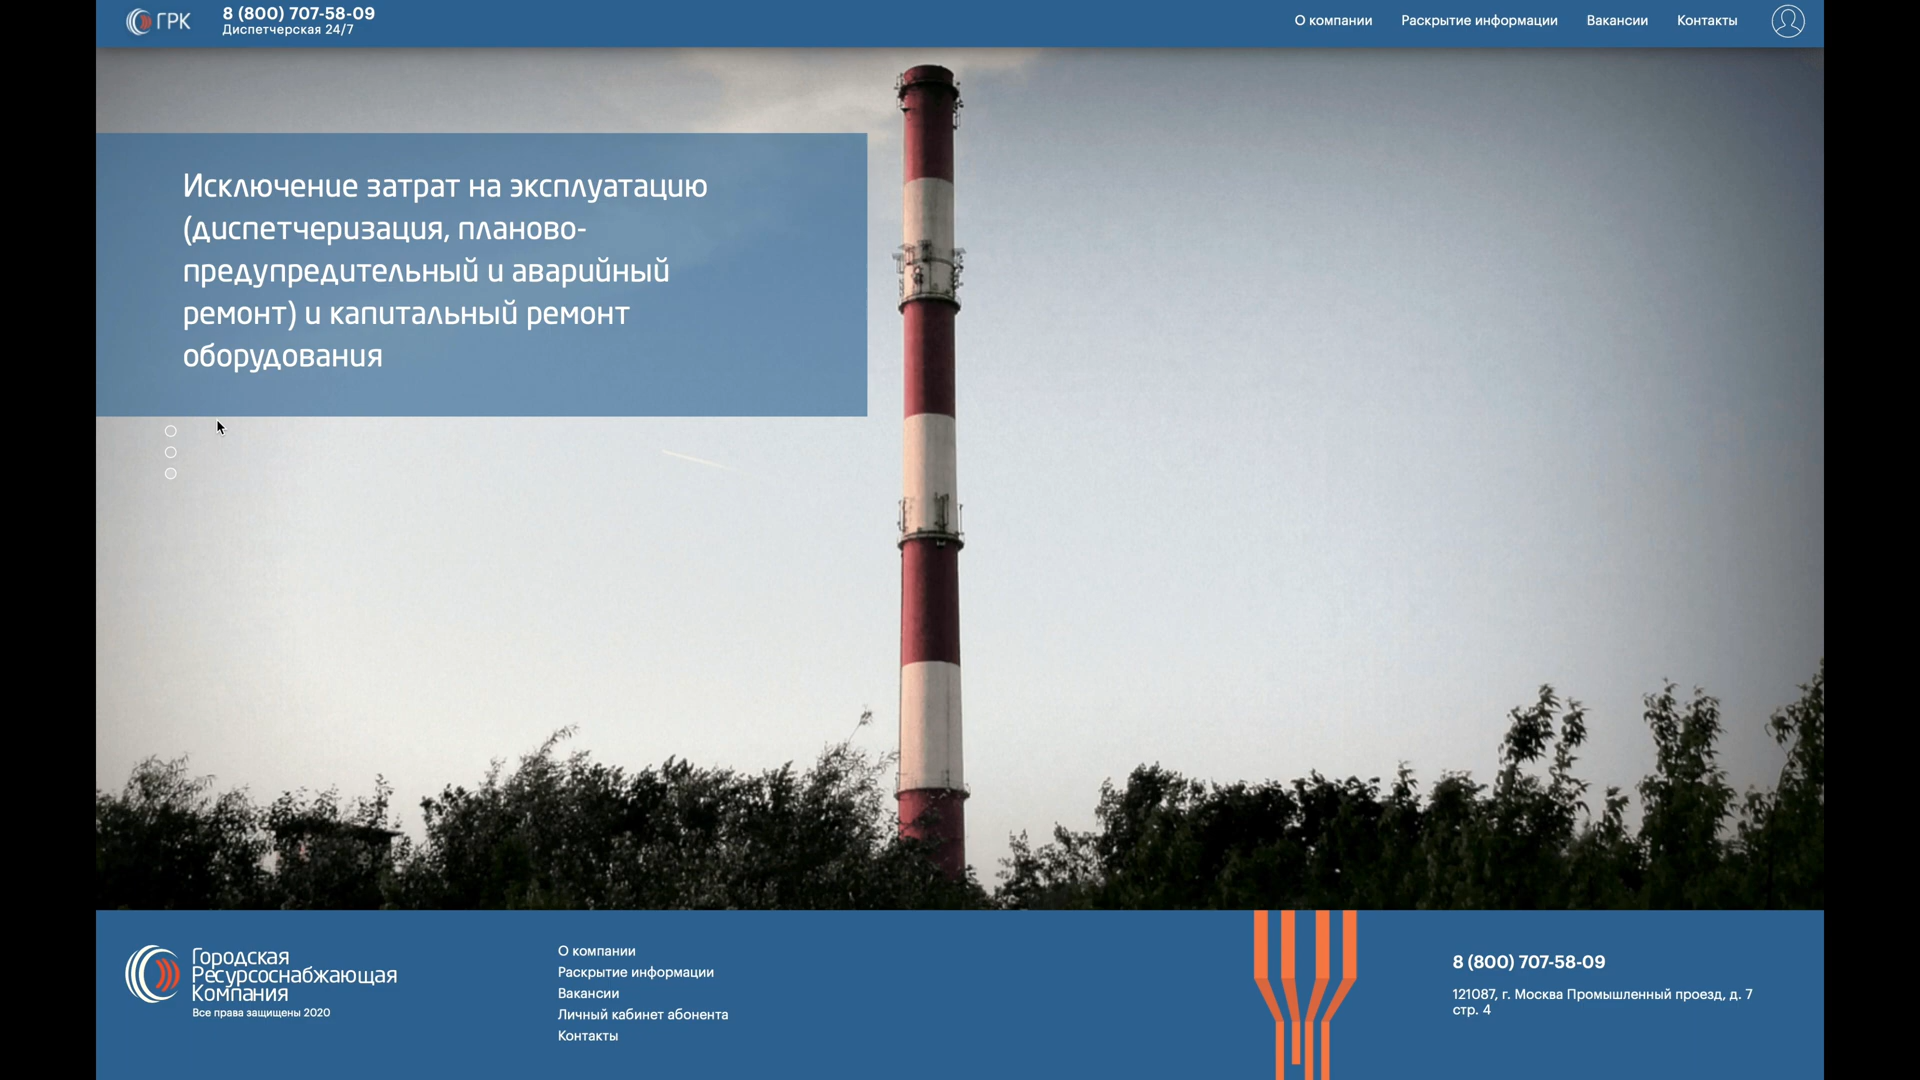 ГРК
8 (800) 707-58-09
Диспетчерская 24/7
О компании
Раскрытие информации
Вакансии
Контакты
Исключение затрат на эксплуатацию
(диспетчеризация, планово-
предупредительный и аварийный
ремонт) и капитальный ремонт
оборудования
Городская
Ресурсоснабжающая
Компания
Все права защищены 2020
О компании
Раскрытие информации
Вакансии
Личный кабинет абонента
Контакты
8 (800) 707-58-09
121087, г. Москва Промышленный проезд, д. 7
стр. 4